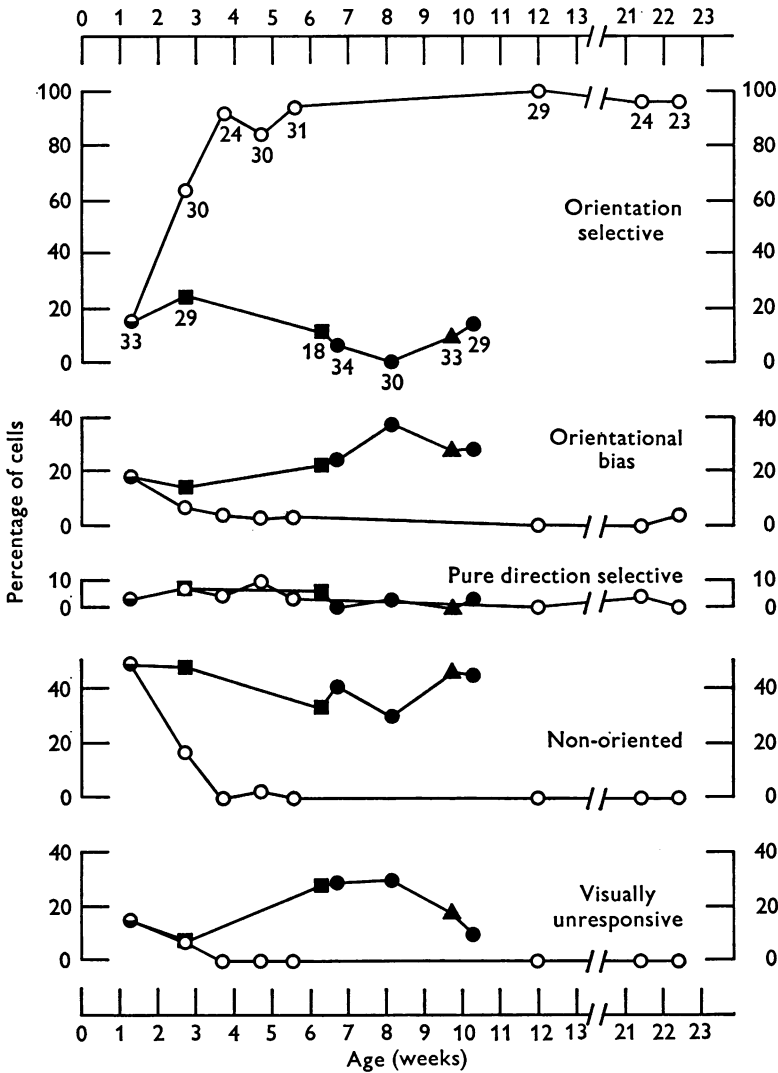 0 1 2 3 4 5 6 7 8 9 10 12 13 21 22 23
100 100
24 31 29 24 23
80 30 80
60 30 60
Orientation
selective
40 40
20 20
33 29 18 34 33 29
0 30 0
40 40
Orientational
bias
20 20
0 0
Percentage of cells
Pure direction selective
10 10
0 0
40 40
20 Non-oriented 20
0 0
40 40
Visually
unresponsive
20 20
0 0
0 1 2 3 4 5 6 7 8 9 10 12 13 21 22 23
Age (weeks)